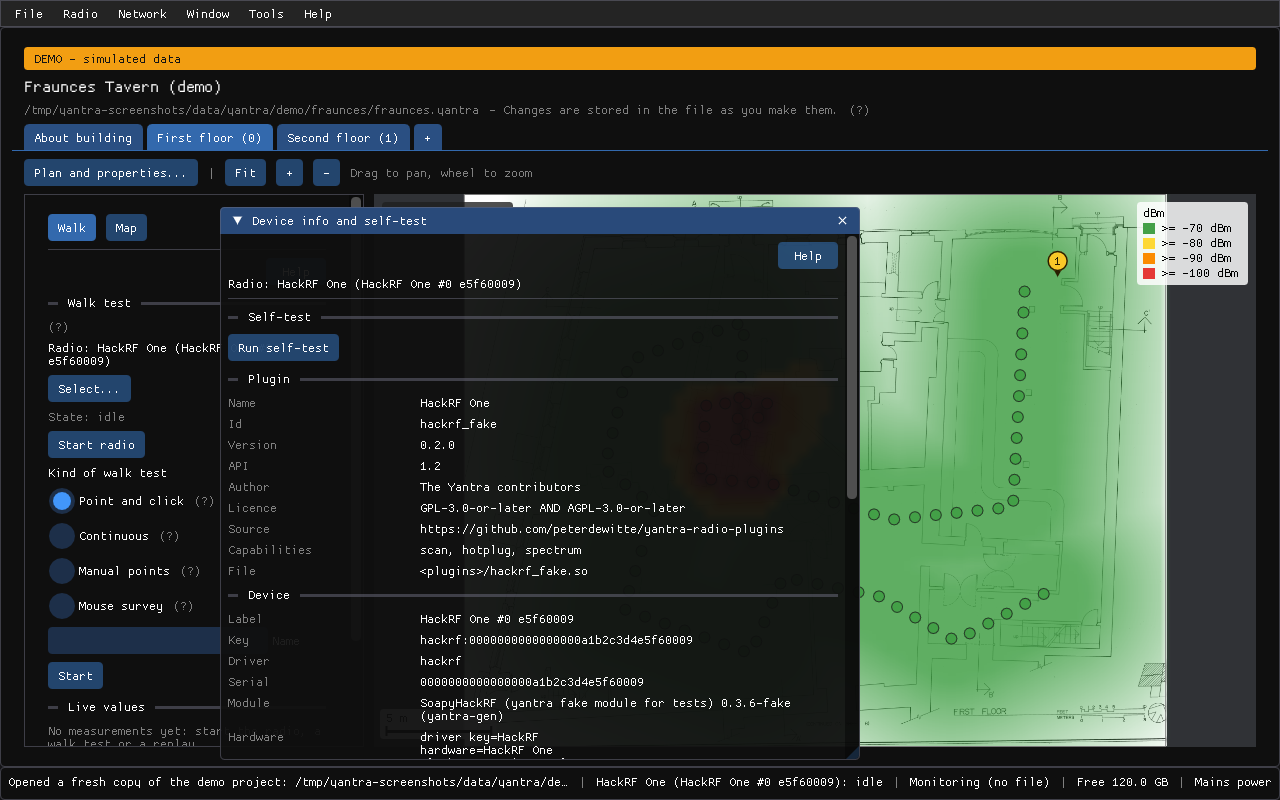 File Radio Network Window Tools Help
DEMO - simulated data
Fraunces Tavern (demo)
/tmp/yantra-screenshots/data/yantra/demo/fraunces/fraunces.yantra - Changes are stored in the file as you make them. (?)
About building First floor (0) Second floor (1) +
Plan and properties... | Fit + - Drag to pan, wheel to zoom
Walk Map
Walk test
(?)
Radio: HackRF One (HackRF
e5f60009)
Select...
State: idle
Start radio
Kind of walk test
Point and click (?)
Continuous (?)
Manual points (?)
Mouse survey (?)
Name
Start
Live values
No measurements yet: star
walk test or a replay
Device info and self-test
Help
Radio: HackRF One (HackRF One #0 e5f60009)
Self-test
Run self-test
Plugin
Name HackRF One
Id hackrf_fake
Version 0.2.0
API 1.2
Author The Yantra contributors
Licence GPL-3.0-or-later AND AGPL-3.0-or-later
Source https://github.com/peterdewitte/yantra-radio-plugins
Capabilities scan, hotplug, spectrum
File <plugins>/hackrf_fake.so
Device
Label HackRF One #0 e5f60009
Key hackrf:0000000000000000a1b2c3d4e5f60009
Driver hackrf
Serial 0000000000000000a1b2c3d4e5f60009
Module SoapyHackRF (yantra fake module for tests) 0.3.6-fake
(yantra-gen)
Hardware driver key=HackRF
hardware=HackRF One
dBm
>= -70 dBm
>= -80 dBm
>= -90 dBm
>= -100 dBm
1
A
B
C'
B'
5 m
FIRST FLOOR
FEET
METERS
Opened a fresh copy of the demo project: /tmp/yantra-screenshots/data/yantra/de… | HackRF One (HackRF One #0 e5f60009): idle | Monitoring (no file) | Free 120.0 GB | Mains power